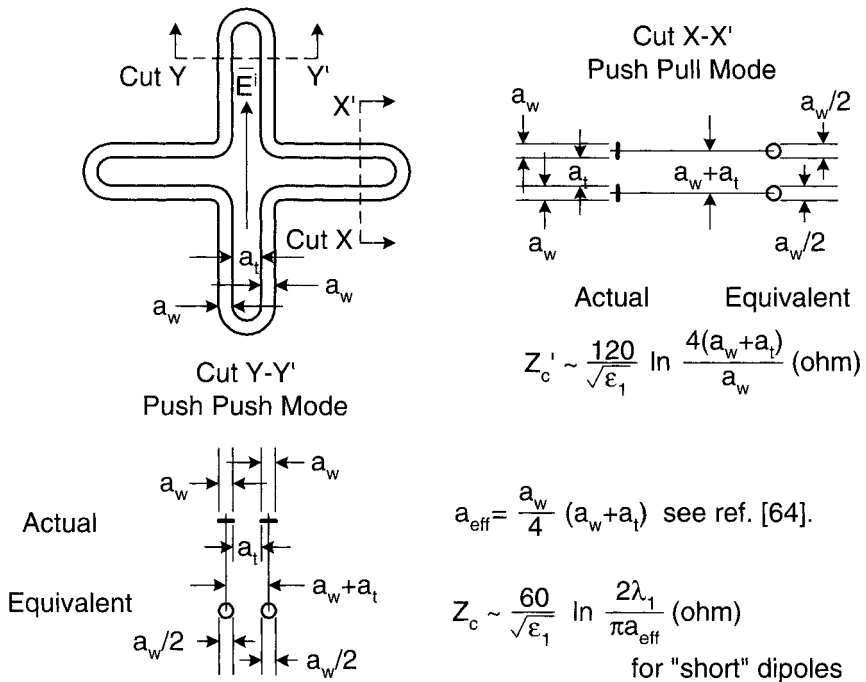 Cut Y
Y'
E̅ⁱ
X'
Cut X
a_t
a_w
a_w
Cut X-X'
Push Pull Mode
a_w
a_w/2
a_t
a_w+a_t
a_w
a_w/2
Actual
Equivalent
Z_c' ~ 120/√ε₁ ln 4(a_w+a_t)/a_w (ohm)
Cut Y-Y'
Push Push Mode
a_w
a_w
Actual
a_t
Equivalent
a_w+a_t
a_w/2
a_w/2
a_eff= a_w/4 (a_w+a_t) see ref. [64].
Z_c ~ 60/√ε₁ ln 2λ₁/πa_eff (ohm)
for "short" dipoles